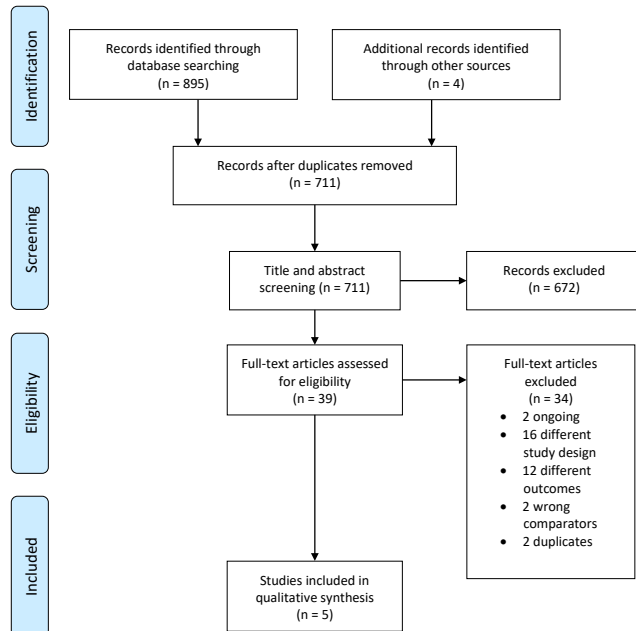 Identification
Records identified through
database searching
(n = 895)
Additional records identified
through other sources
(n = 4)
Records after duplicates removed
(n = 711)
Screening
Title and abstract
screening (n = 711)
Records excluded
(n = 672)
Eligibility
Full-text articles assessed
for eligibility
(n = 39)
Full-text articles
excluded
(n = 34)
• 2 ongoing
• 16 different
study design
• 12 different
outcomes
• 2 wrong
comparators
• 2 duplicates
Included
Studies included in
qualitative synthesis
(n = 5)